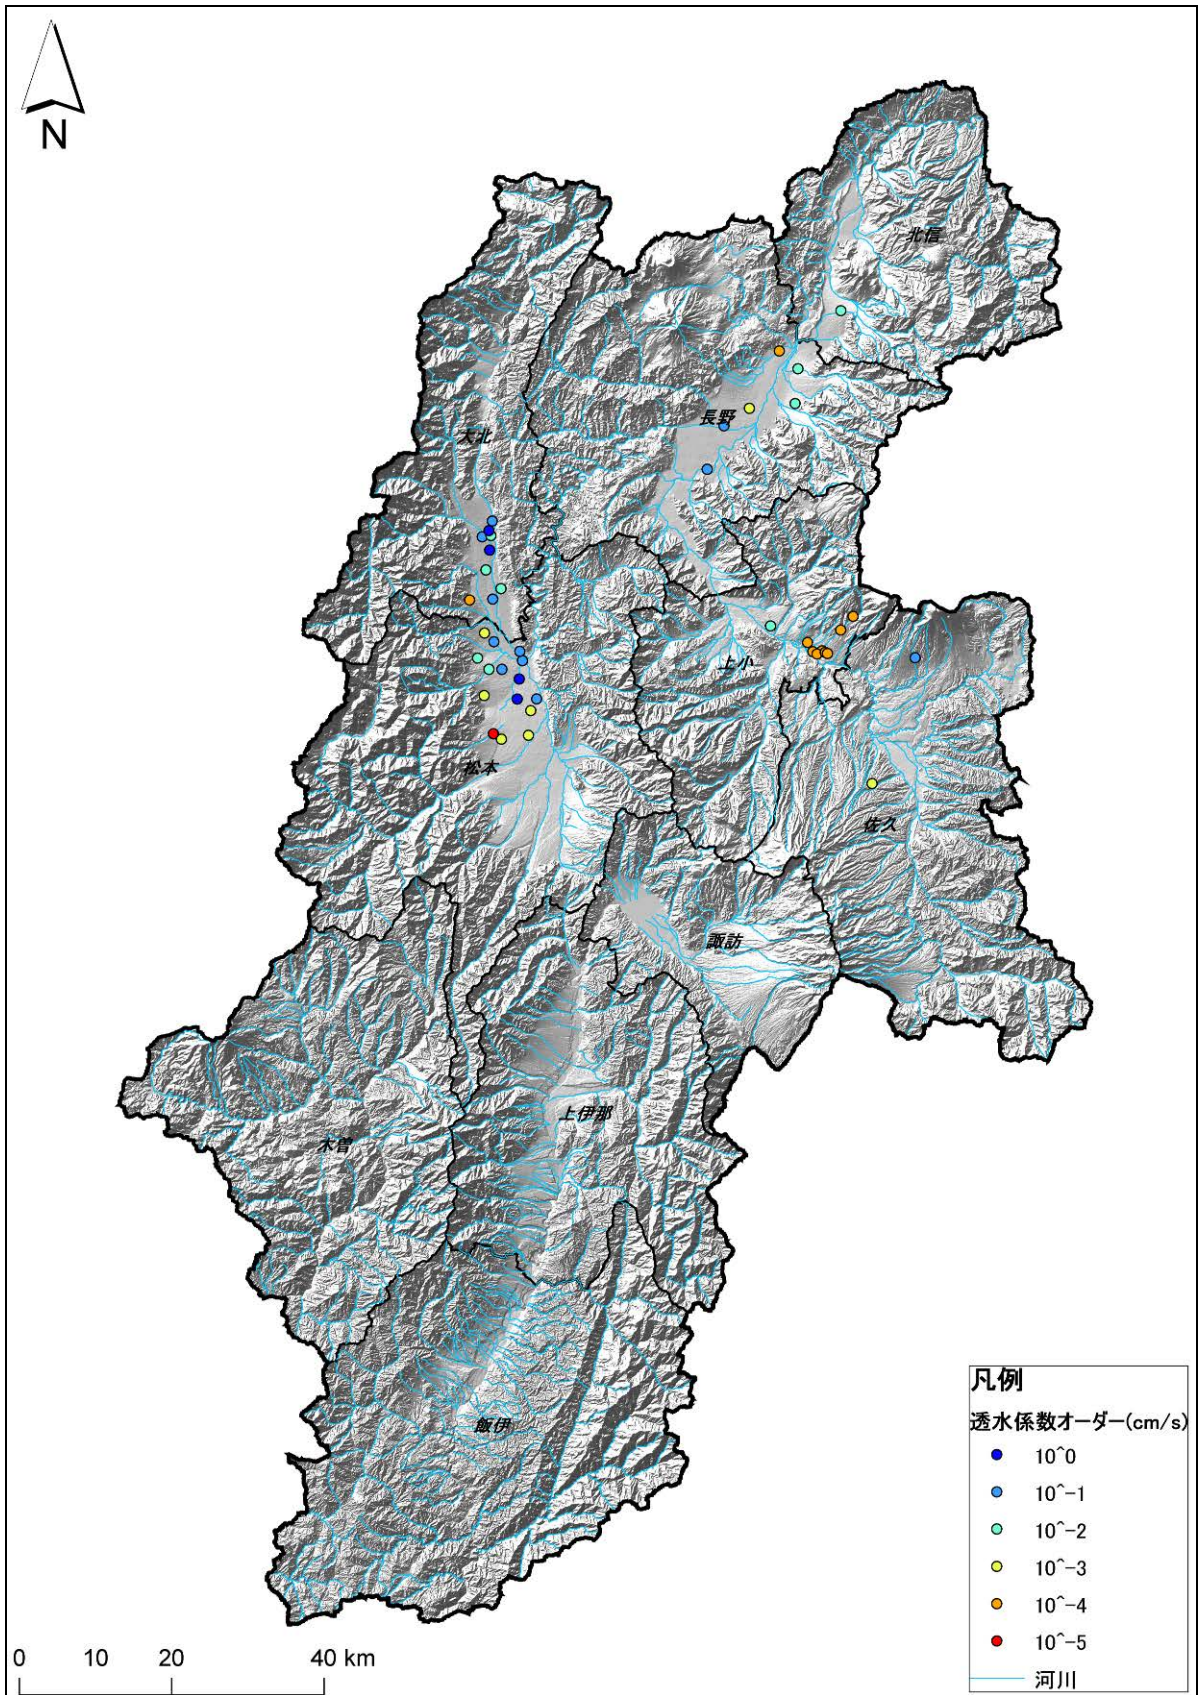 N
北信
長野
大北
上小
松本
佐久
諏訪
上伊那
木曽
飯伊
凡例
透水係数オーダー(cm/s)
10^0
10^-1
10^-2
10^-3
10^-4
10^-5
河川
0 10 20 40 km